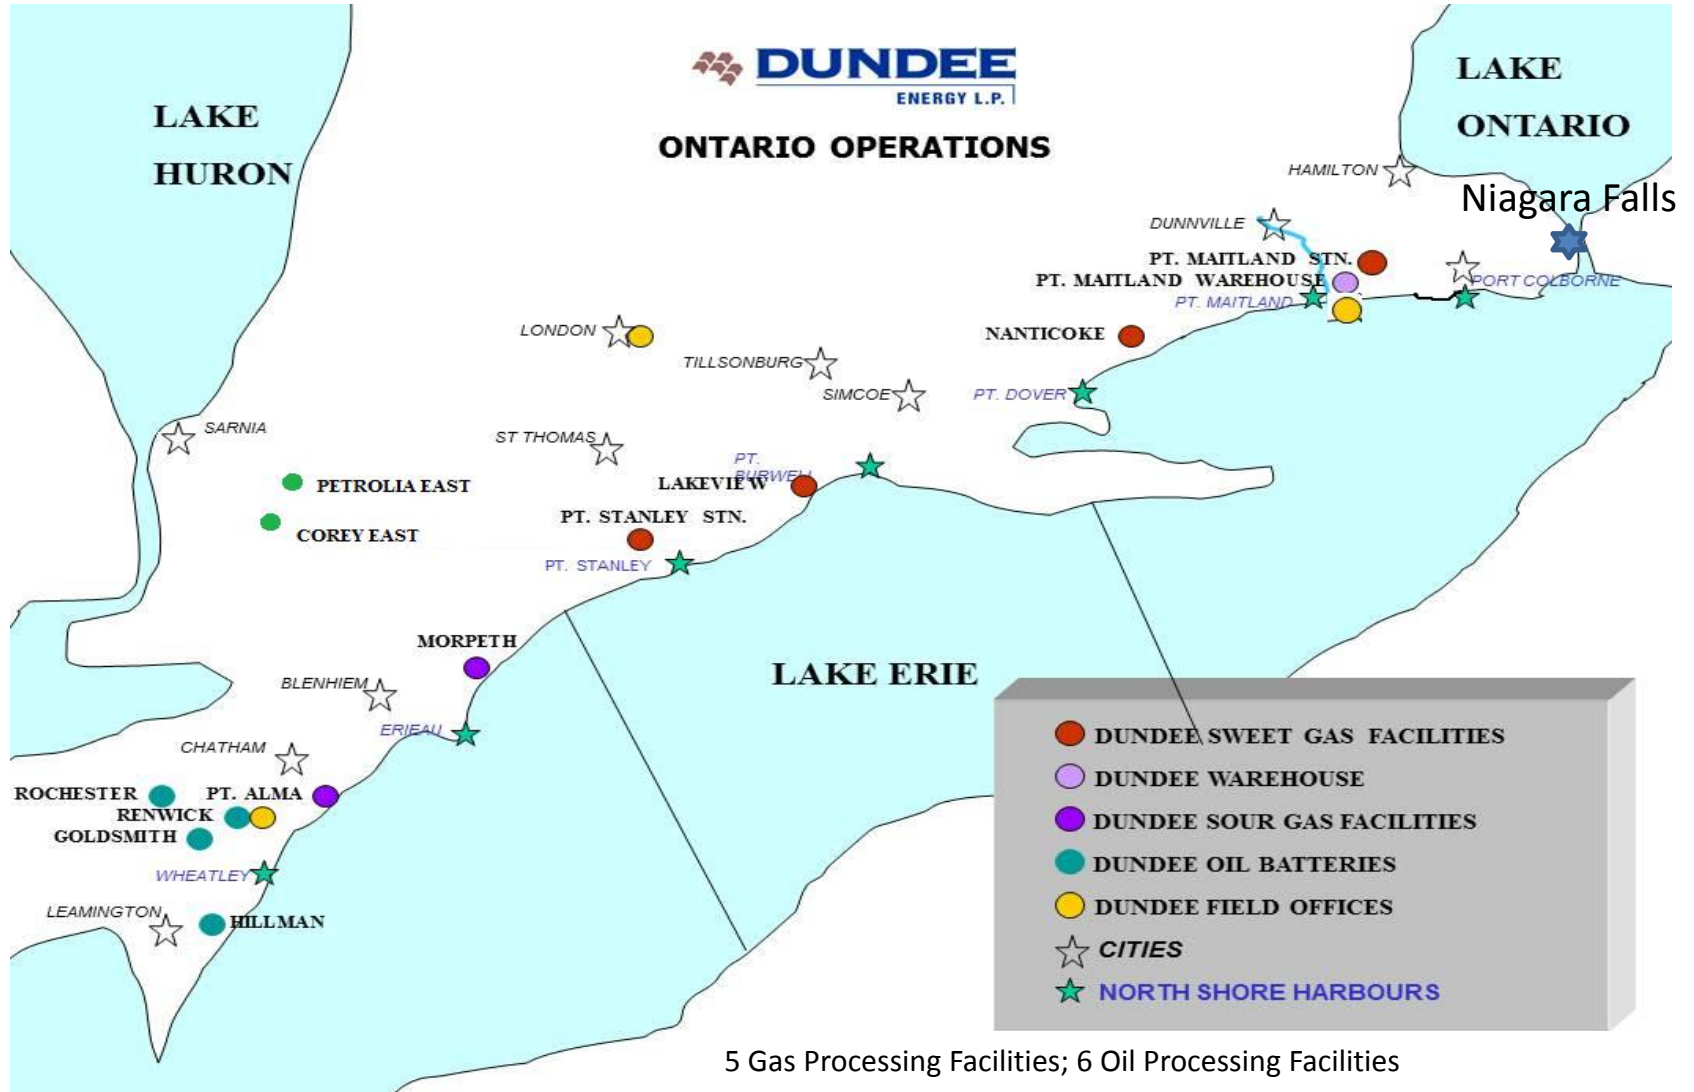 DUNDEE
ENERGY L.P.
ONTARIO OPERATIONS
LAKE
HURON
LAKE
ONTARIO
HAMILTON
Niagara Falls
DUNNVILLE
PT. MAITLAND STN.
PT. MAITLAND WAREHOUSE
PORT COLBORNE
PT. MAITLAND
LONDON
NANTICOKE
TILLSONBURG
SIMCOE
PT. DOVER
SARNIA
ST THOMAS
PT.
BURWELL
LAKEVIEW
PETROLIA EAST
PT. STANLEY STN.
COREY EAST
PT. STANLEY
MORPETH
LAKE ERIE
BLENHIEM
ERIEAU
CHATHAM
ROCHESTER
PT. ALMA
RENWICK
GOLDSMITH
WHEATLEY
LEAMINGTON
HILLMAN
DUNDEE SWEET GAS FACILITIES
DUNDEE WAREHOUSE
DUNDEE SOUR GAS FACILITIES
DUNDEE OIL BATTERIES
DUNDEE FIELD OFFICES
CITIES
NORTH SHORE HARBOURS
5 Gas Processing Facilities; 6 Oil Processing Facilities